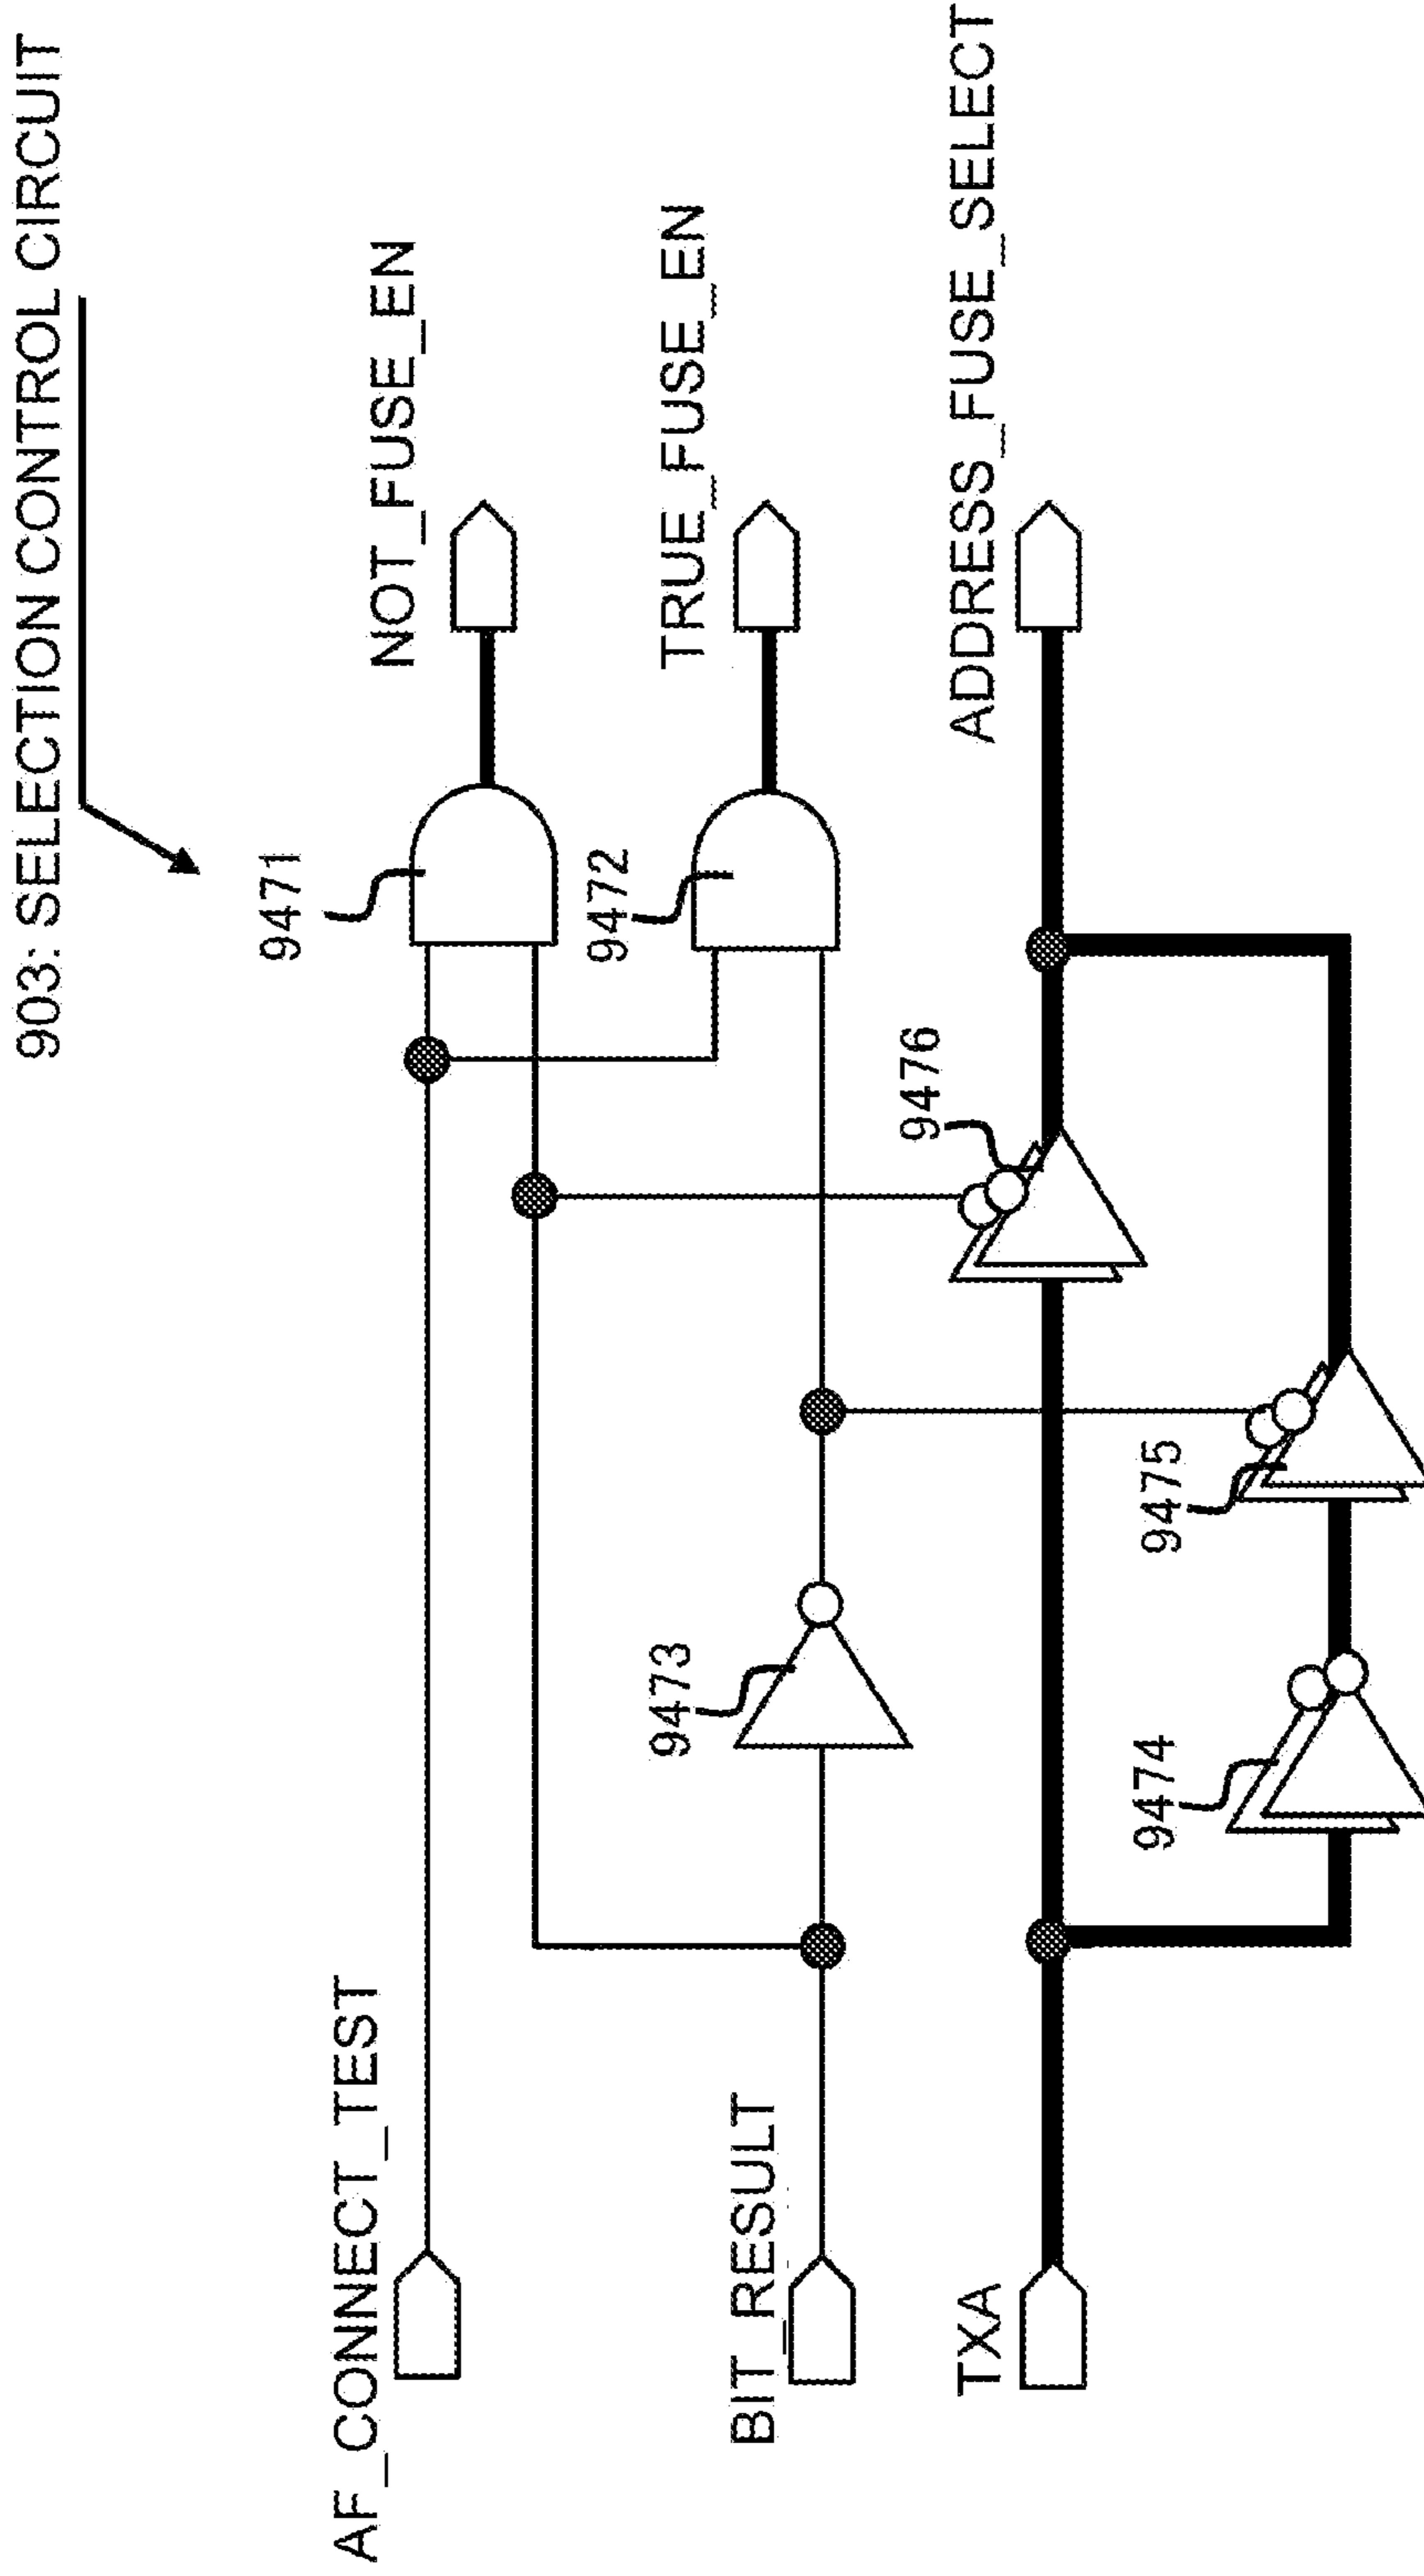 903: SELECTION CONTROL CIRCUIT
AF_CONNECT_TEST
9471
NOT_FUSE_EN
BIT_RESULT
9473
9472
TRUE_FUSE_EN
TXA
9476
ADDRESS_FUSE_SELECT
9474
9475